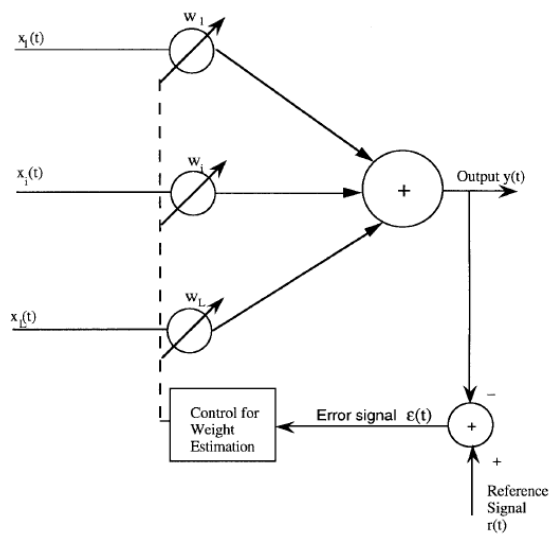 w1
x1(t)
wi
xi(t)
+
Output y(t)
wL
xL(t)
−
Control for
Weight
Estimation
Error signal ε(t)
+
+
Reference
Signal
r(t)